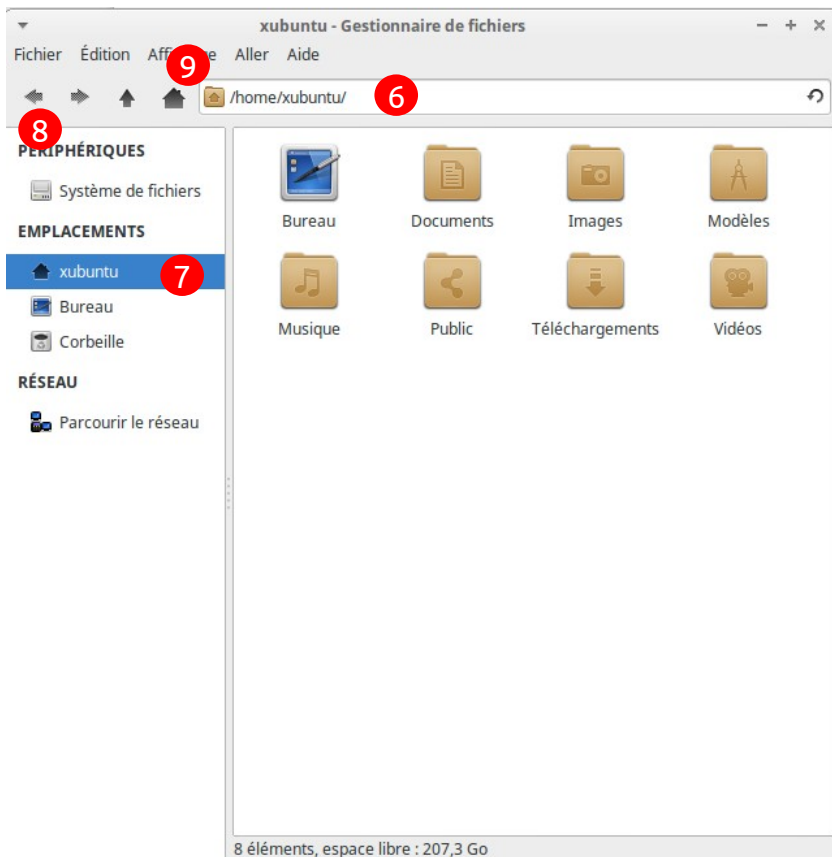 xubuntu - Gestionnaire de fichiers
Fichier Édition Aller Aide
9
/home/xubuntu/ 6
8
PÉRIPHÉRIQUES
Système de fichiers
EMPLACEMENTS
xubuntu 7
Bureau
Corbeille
RÉSEAU
Parcourir le réseau
Bureau Documents Images Modèles
Musique Public Téléchargements Vidéos
8 éléments, espace libre : 207,3 Go